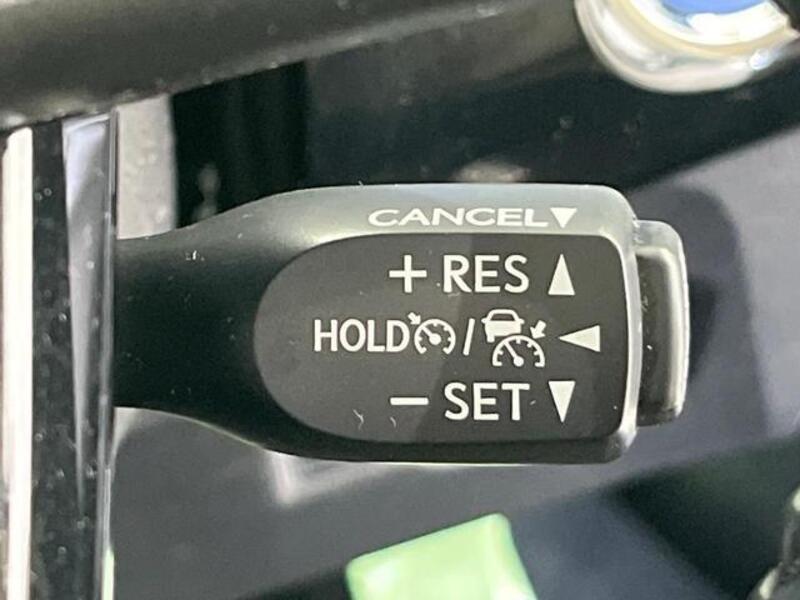 CANCEL▼
+ RES ▲
HOLD / ◀
− SET ▼